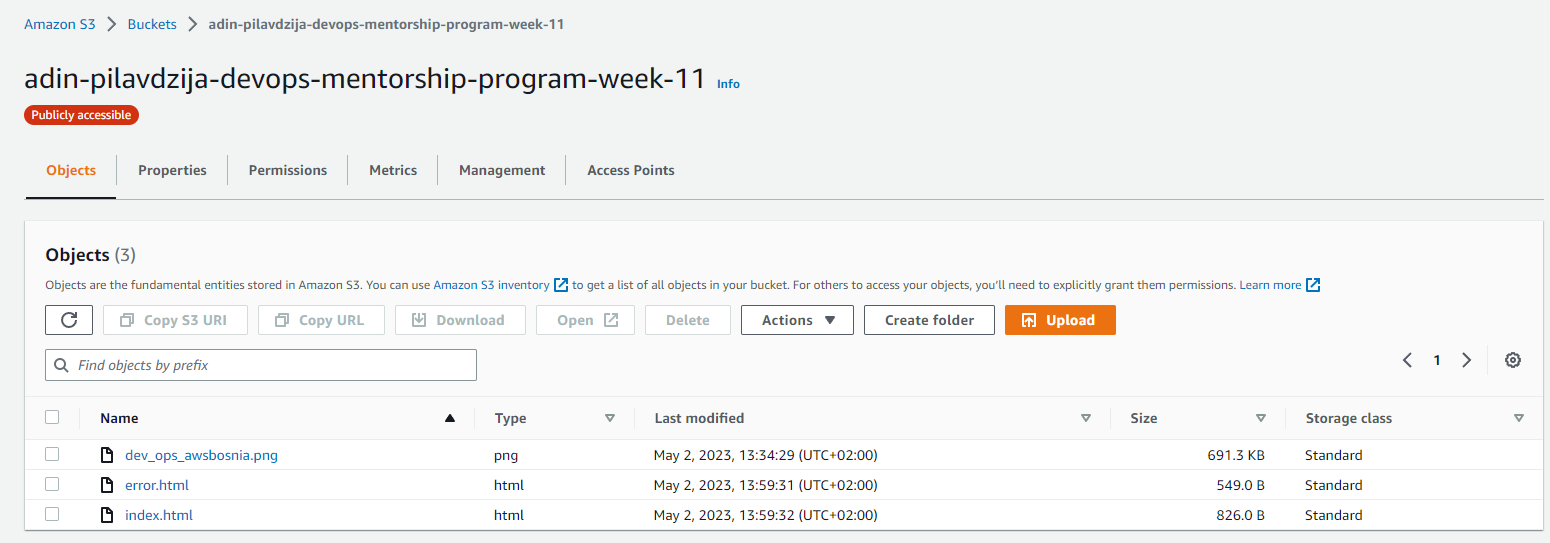 Amazon S3 > Buckets > adin-pilavdzija-devops-mentorship-program-week-11
adin-pilavdzija-devops-mentorship-program-week-11 Info
Publicly accessible
Objects Properties Permissions Metrics Management Access Points
Objects (3)
Objects are the fundamental entities stored in Amazon S3. You can use Amazon S3 inventory to get a list of all objects in your bucket. For others to access your objects, you'll need to explicitly grant them permissions. Learn more
Copy S3 URI Copy URL Download Open Delete Actions Create folder Upload
Find objects by prefix
1
Name Type Last modified Size Storage class
dev_ops_awsbosnia.png png May 2, 2023, 13:34:29 (UTC+02:00) 691.3 KB Standard
error.html html May 2, 2023, 13:59:31 (UTC+02:00) 549.0 B Standard
index.html html May 2, 2023, 13:59:32 (UTC+02:00) 826.0 B Standard